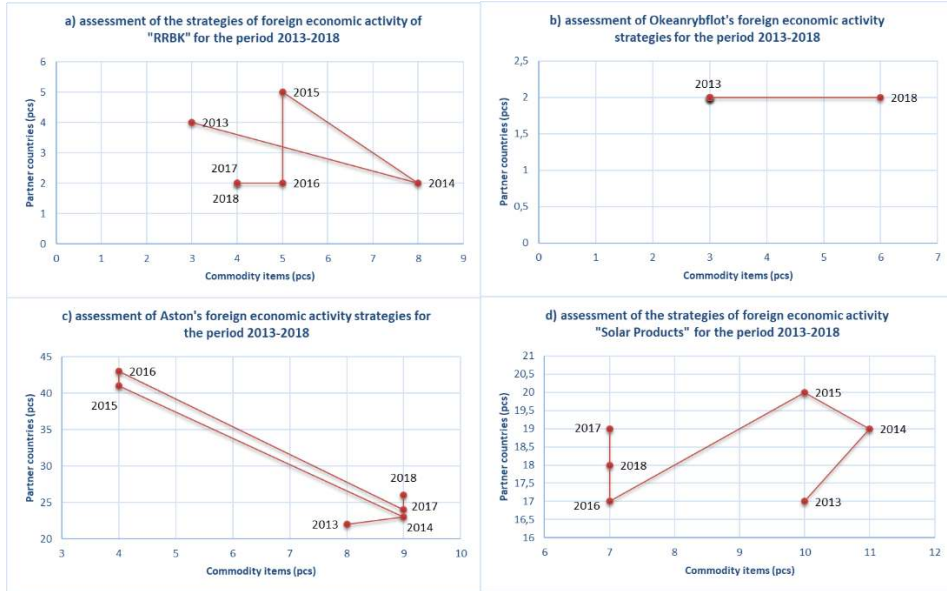 a) assessment of the strategies of foreign economic activity of
"RRBK" for the period 2013-2018
6
5
4
3
2
1
0
Partner countries (pcs)
2015
2013
2017
2018
2016
2014
0 1 2 3 4 5 6 7 8 9
Commodity items (pcs)
b) assessment of Okeanrybflot's foreign economic activity
strategies for the period 2013-2018
2,5
2
1,5
1
0,5
0
Partner countries (pcs)
2013
2018
0 1 2 3 4 5 6 7
Commodity items (pcs)
c) assessment of Aston's foreign economic activity strategies for
the period 2013-2018
45
40
35
30
25
20
Partner countries (pcs)
2016
2015
2018
2017
2013
2014
3 4 5 6 7 8 9 10
Commodity items (pcs)
d) assessment of the strategies of foreign economic activity
"Solar Products" for the period 2013-2018
21
20,5
20
19,5
19
18,5
18
17,5
17
16,5
16
Partner countries (pcs)
2015
2017
2014
2018
2016
2013
6 7 8 9 10 11 12
Commodity items (pcs)